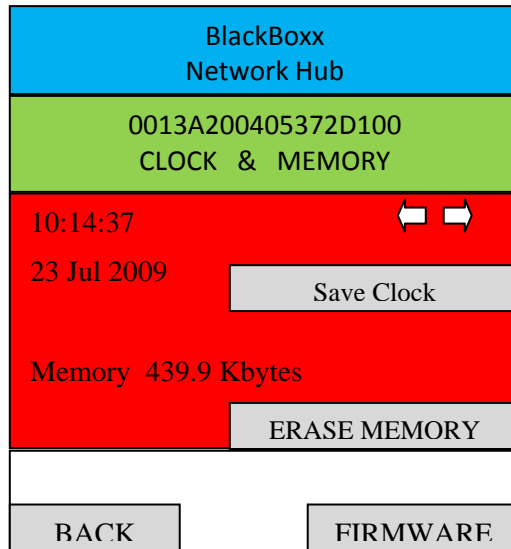 BlackBoxx
Network Hub
0013A200405372D100
CLOCK & MEMORY
10:14:37
23 Jul 2009
Save Clock
Memory 439.9 Kbytes
ERASE MEMORY
BACK
FIRMWARE